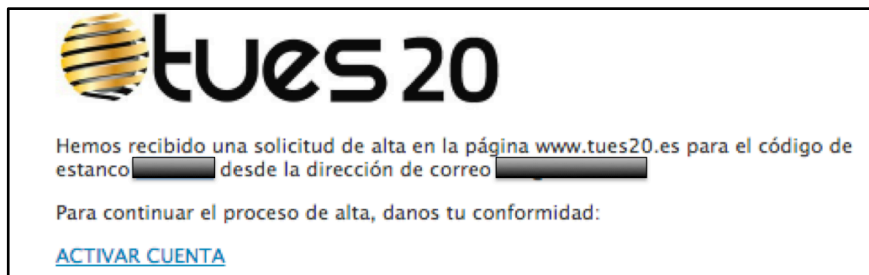 tues 20
Hemos recibido una solicitud de alta en la página www.tues20.es para el código de
estanco desde la dirección de correo
Para continuar el proceso de alta, danos tu conformidad:
ACTIVAR CUENTA